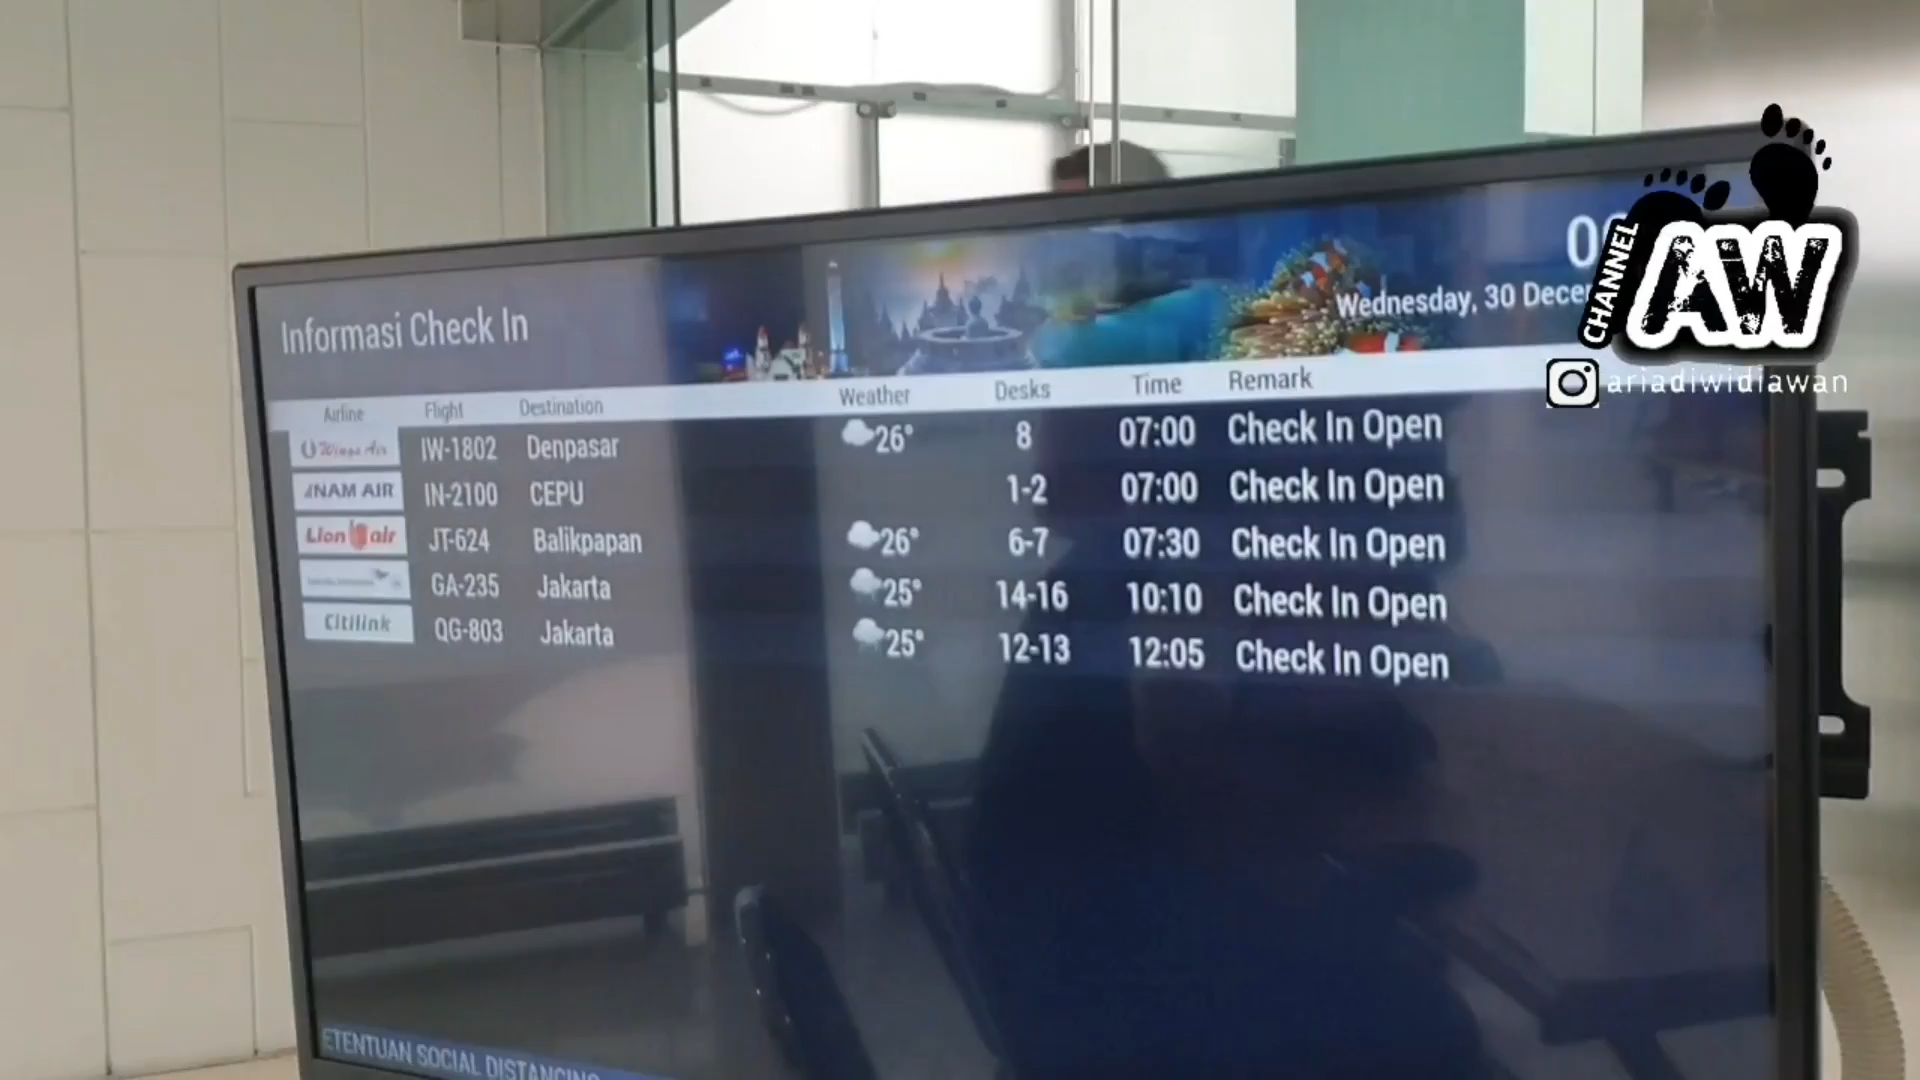 Informasi Check In
Wednesday, 30
CHANNEL
AW
ariadiwidiawan
Airline Flight Destination Weather Desks Time Remark
Wings Air IW-1802 Denpasar 26° 8 07:00 Check In Open
NAM AIR IN-2100 CEPU 1-2 07:00 Check In Open
Lion air JT-624 Balikpapan 26° 6-7 07:30 Check In Open
GA-235 Jakarta 25° 14-16 10:10 Check In Open
Citilink QG-803 Jakarta 25° 12-13 12:05 Check In Open
ETENTUAN SOCIAL DISTANCING